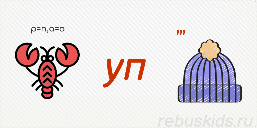 р=п,а=о
,,,
уп
rebuskids.ru